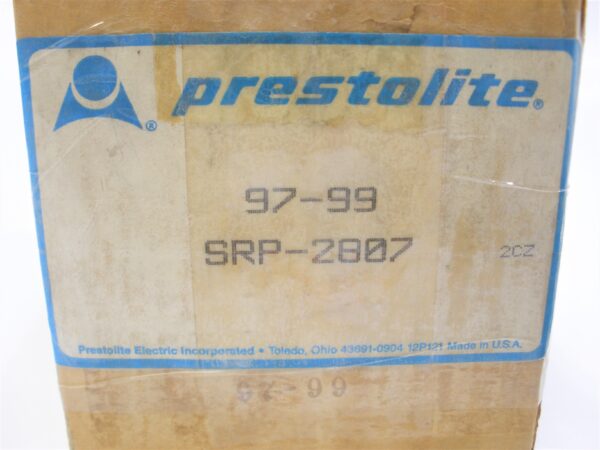 prestolite®
®
97-99
SRP-2807
2CZ
Prestolite Electric Incorporated • Toledo, Ohio 43691-0904 12P121 Made in U.S.A.
97-99